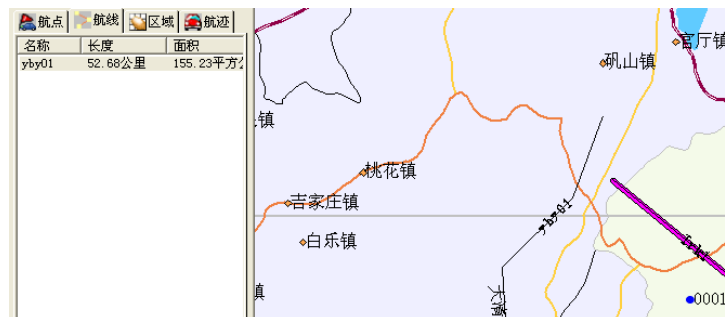 航点 航线 区域 航迹
名称 长度 面积
yby01 52.68公里 155.23平方公
官厅镇
矾山镇
镇
桃花镇
吉家庄镇
yby01
白乐镇
镇
0001